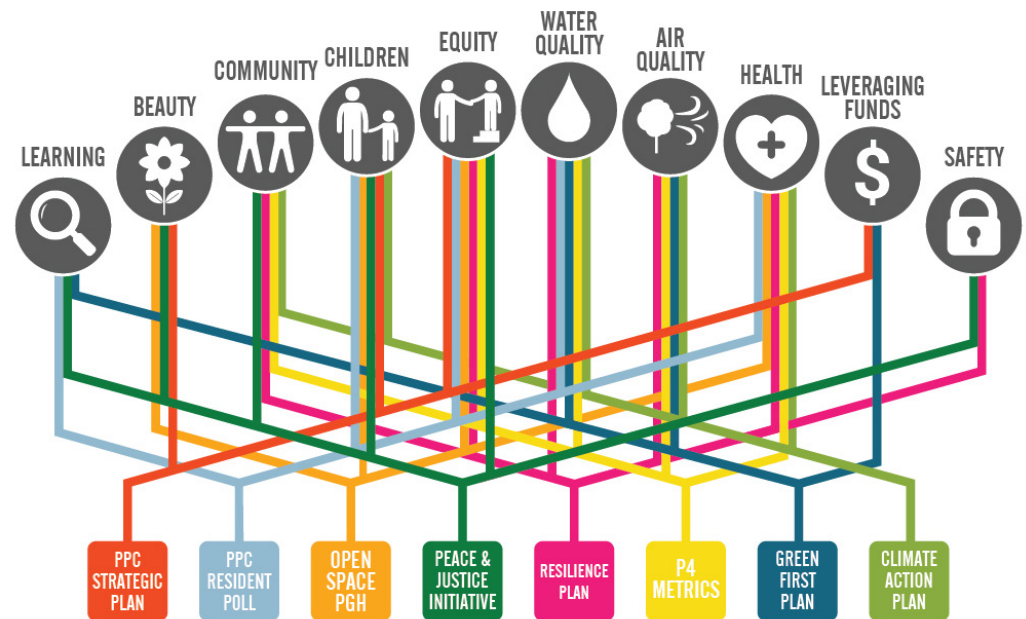 LEARNING
BEAUTY
COMMUNITY
CHILDREN
EQUITY
WATER
QUALITY
AIR
QUALITY
HEALTH
LEVERAGING
FUNDS
$
SAFETY
PPC
STRATEGIC
PLAN
PPC
RESIDENT
POLL
OPEN
SPACE
PGH
PEACE &
JUSTICE
INITIATIVE
RESILIENCE
PLAN
P4
METRICS
GREEN
FIRST
PLAN
CLIMATE
ACTION
PLAN